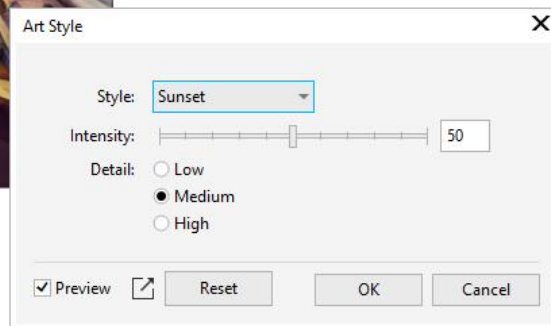 Art Style
Style: Sunset
Intensity: 50
Detail: Low
Medium
High
Preview Reset OK Cancel